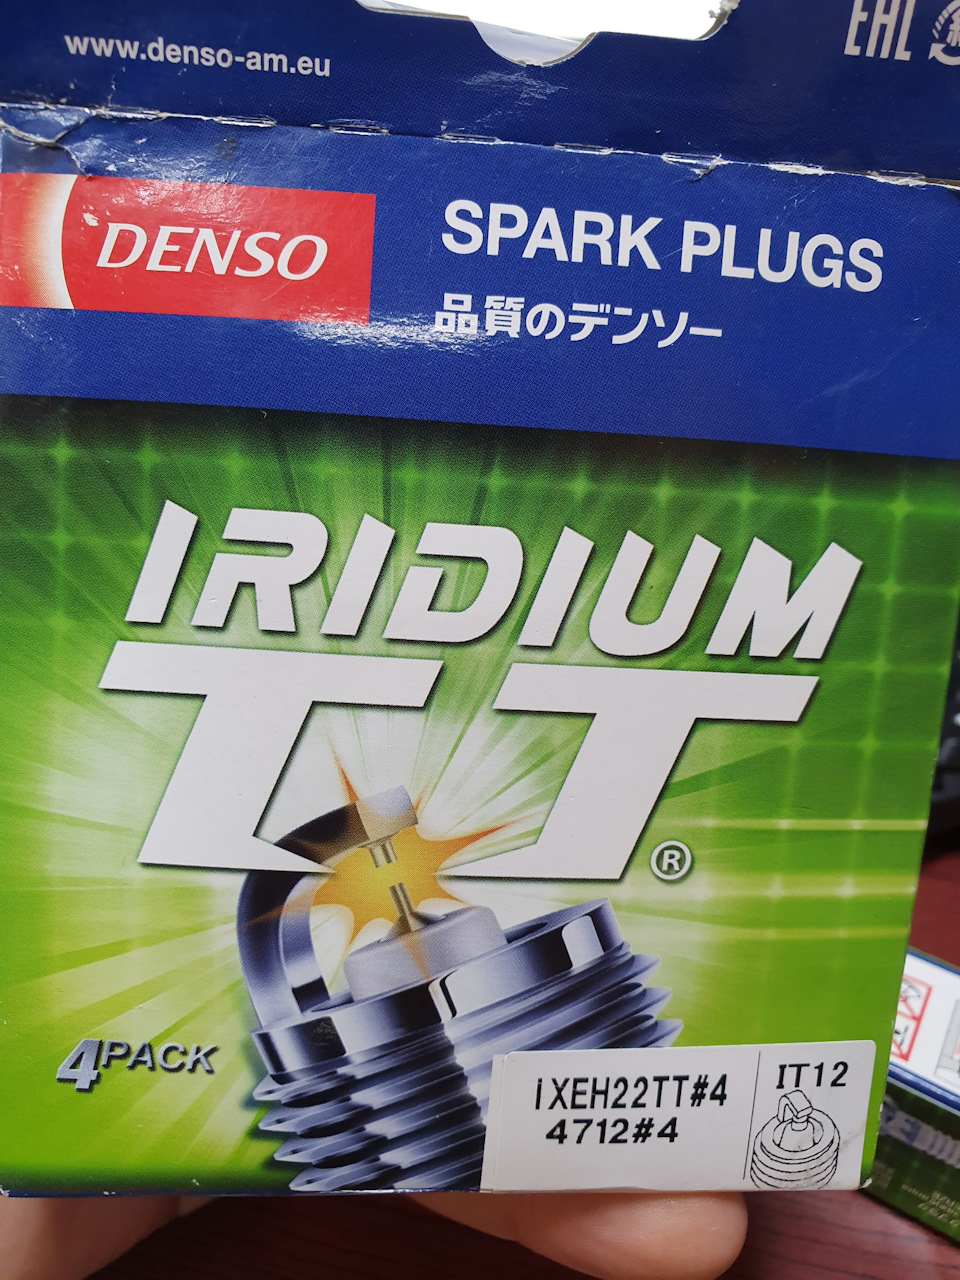 www.denso-am.eu
EAC
DENSO
SPARK PLUGS
品質のデンソー
IRIDIUM
TT®
4PACK
iXEH22TT#4
4712#4
IT12